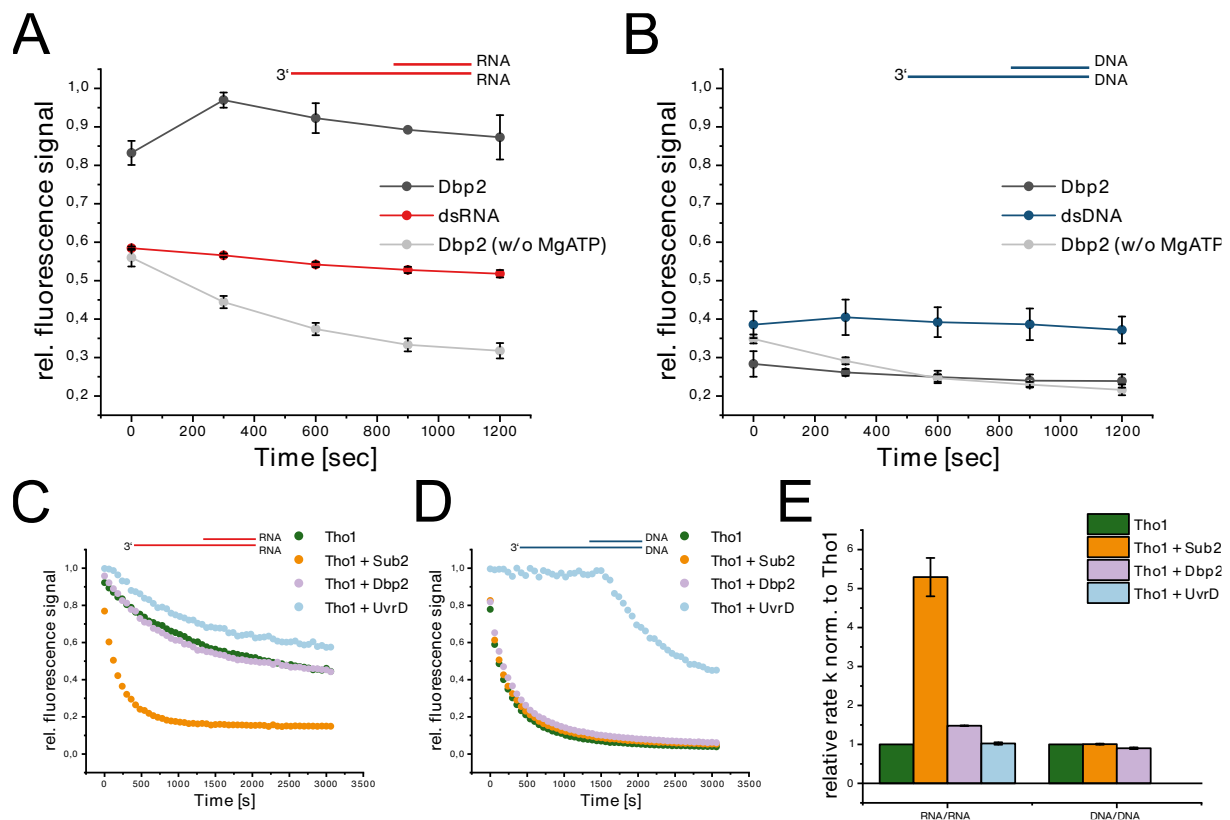 A
3‘
RNA
RNA
rel. fluorescence signal
1,0
0,9
0,8
0,7
0,6
0,5
0,4
0,3
0,2
Dbp2
dsRNA
Dbp2 (w/o MgATP)
0 200 400 600 800 1000 1200
Time [sec]
B
3‘
DNA
DNA
rel. fluorescence signal
1,0
0,9
0,8
0,7
0,6
0,5
0,4
0,3
0,2
Dbp2
dsDNA
Dbp2 (w/o MgATP
0 200 400 600 800 1000 1200
Time [sec]
C
3‘
RNA
RNA
rel. fluorescence signal
1,0
0,8
0,6
0,4
0,2
0,0
Tho1
Tho1 + Sub2
Tho1 + Dbp2
Tho1 + UvrD
0 500 1000 1500 2000 2500 3000 3500
Time [s]
D
3‘
DNA
DNA
rel. fluorescence signal
1,0
0,8
0,6
0,4
0,2
0,0
Tho1
Tho1 + Sub2
Tho1 + Dbp2
Tho1 + UvrD
0 500 1000 1500 2000 2500 3000 3500
Time [s]
E
relative rate k norm. to Tho1
6
5
4
3
2
1
0
Tho1
Tho1 + Sub2
Tho1 + Dbp2
Tho1 + UvrD
RNA/RNA DNA/DNA